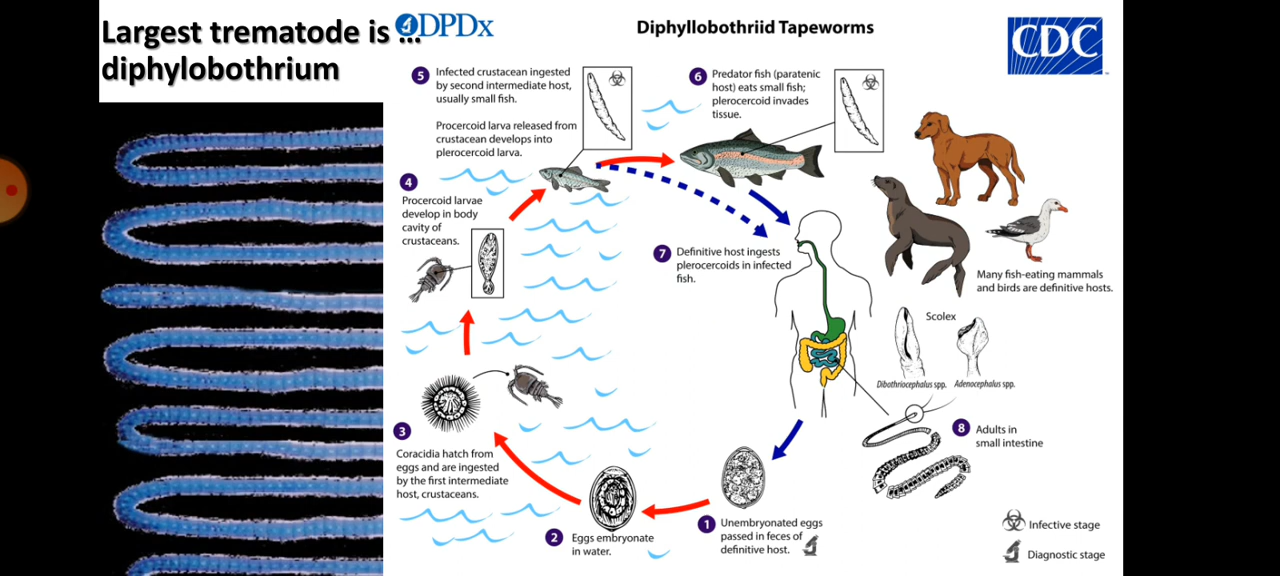 Largest trematode is ...
diphylobothrium
DPDx
Diphyllobothriid Tapeworms
CDC
5 Infected crustacean ingested
by second intermediate host,
usually small fish.
Procercoid larva released from
crustacean develops into
plerocercoid larva.
6 Predator fish (paratenic
host) eats small fish;
plerocercoid invades
tissue.
4
Procercoid larvae
develop in body
cavity of
crustaceans.
7 Definitive host ingests
plerocercoids in infected
fish.
Many fish-eating mammals
and birds are definitive hosts.
Scolex
Dibothriocephalus spp.
Adenocephalus spp.
3
Coracidia hatch from
eggs and are ingested
by the first intermediate
host, crustaceans.
8 Adults in
small intestine
2 Eggs embryonate
in water.
1 Unembryonated eggs
passed in feces of
definitive host.
Infective stage
Diagnostic stage